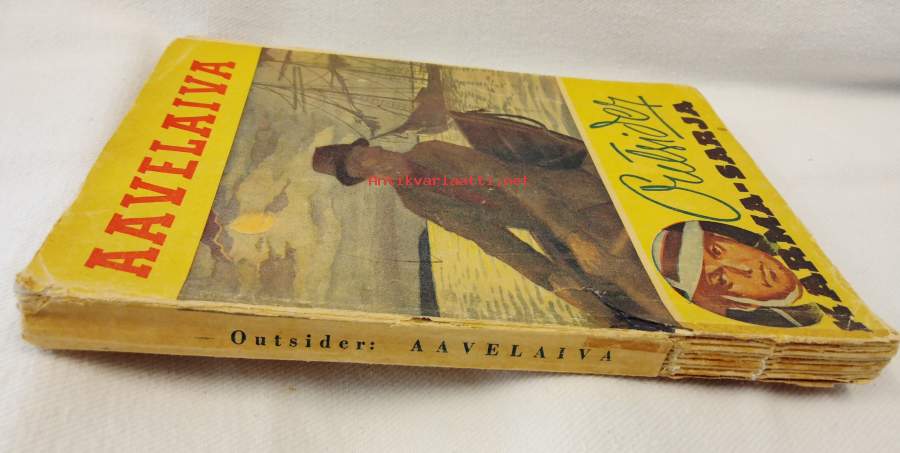 AAVELAIVA
Outsider
KARMA-SARJA
Antikvariaatti.net
Outsider: AAVELAIVA